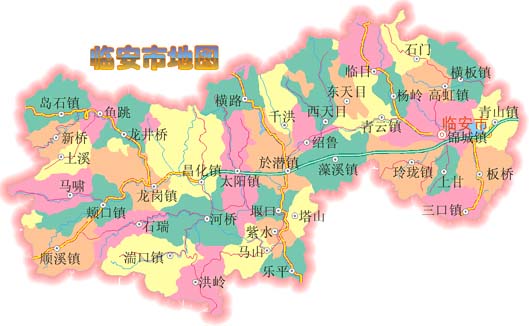 临安市地图
石门
临目
横板镇
岛石镇
鱼跳
横路
千洪
东天目
西天目
杨岭
高虹镇
青山镇
青云镇
临安市
锦城镇
新桥
龙井桥
绍鲁
上溪
昌化镇
太阳镇
於潜镇
藻溪镇
玲珑镇
上甘
板桥
马啸
龙岗镇
颊口镇
堰口
塔山
三口镇
石瑞
河桥
紫水
马山
顺溪镇
湍口镇
洪岭
乐平